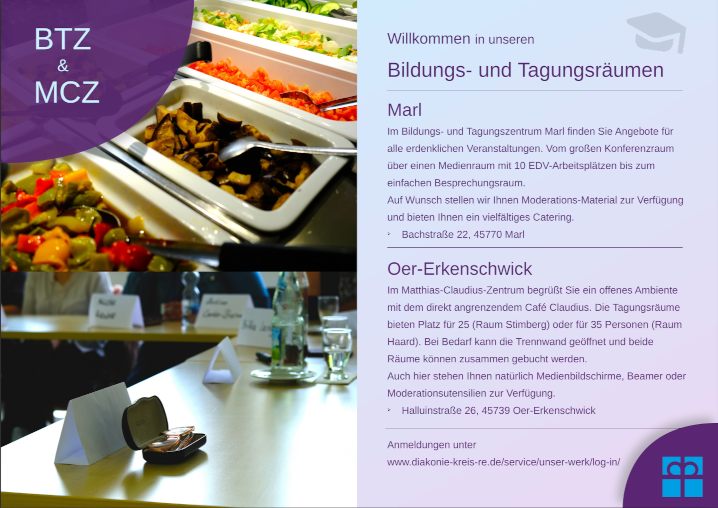 BTZ
&
MCZ
Willkommen in unseren
Bildungs- und Tagungsräumen
Marl
Im Bildungs- und Tagungszentrum Marl finden Sie Angebote für
alle erdenklichen Veranstaltungen. Vom großen Konferenzraum
über einen Medienraum mit 10 EDV-Arbeitsplätzen bis zum
einfachen Besprechungsraum.
Auf Wunsch stellen wir Ihnen Moderations-Material zur Verfügung
und bieten Ihnen ein vielfältiges Catering.
Bachstraße 22, 45770 Marl
Oer-Erkenschwick
Im Matthias-Claudius-Zentrum begrüßt Sie ein offenes Ambiente
mit dem direkt angrenzendem Café Claudius. Die Tagungsräume
bieten Platz für 25 (Raum Stimberg) oder für 35 Personen (Raum
Haard). Bei Bedarf kann die Trennwand geöffnet und beide
Räume können zusammen gebucht werden.
Auch hier stehen Ihnen natürlich Medienbildschirme, Beamer oder
Moderationsutensilien zur Verfügung.
Halluinstraße 26, 45739 Oer-Erkenschwick
Anmeldungen unter
www.diakonie-kreis-re.de/service/unser-werk/log-in/